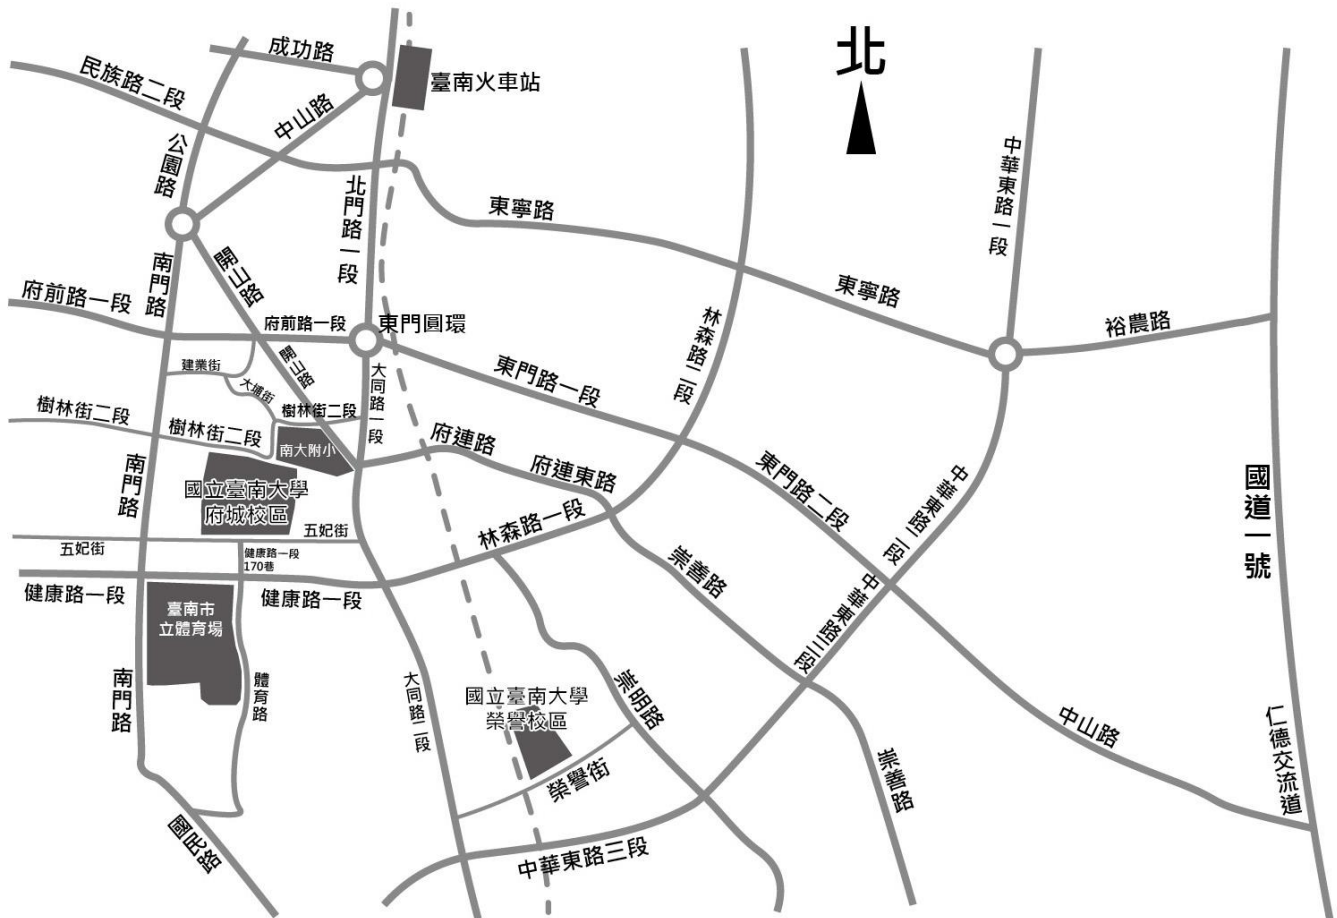 成功路
北
民族路二段
臺南火車站
中山路
公園路
中華東路一段
北門路一段
東寧路
開山路
南門路
府前路一段
東寧路
林森路二段
府前路一段
東門圓環
裕農路
建業街
開山路
大同路一段
東門路一段
大埔街
樹林街二段
樹林街二段
樹林街二段
南大附小
府連路
府連東路
東門路二段
中華東路二段
國道一號
南門路
國立臺南大學
府城校區
林森路一段
五妃街
五妃街
健康路一段
170巷
崇善路
中華東路三段
健康路一段
健康路一段
臺南市
立體育場
南門路
體育路
大同路二段
國立臺南大學
榮譽校區
崇明路
中山路
仁德交流道
榮譽街
崇善路
國民路
中華東路三段